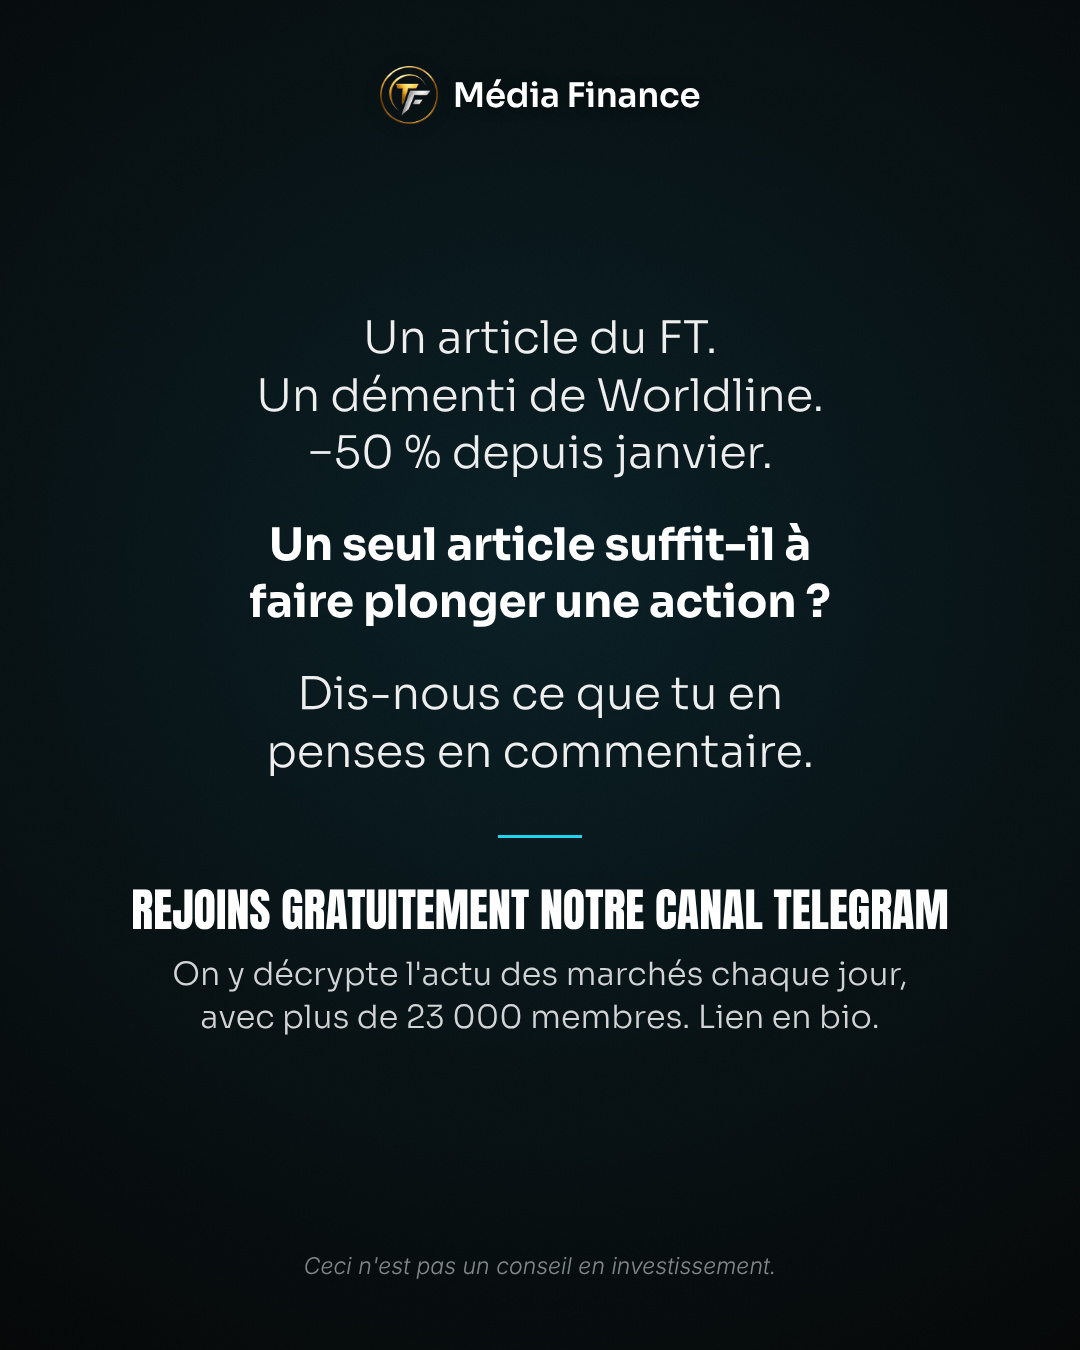 TF Média Finance
Un article du FT.
Un démenti de Worldline.
−50 % depuis janvier.
Un seul article suffit-il à
faire plonger une action ?
Dis-nous ce que tu en
penses en commentaire.
REJOINS GRATUITEMENT NOTRE CANAL TELEGRAM
On y décrypte l'actu des marchés chaque jour,
avec plus de 23 000 membres. Lien en bio.
Ceci n'est pas un conseil en investissement.